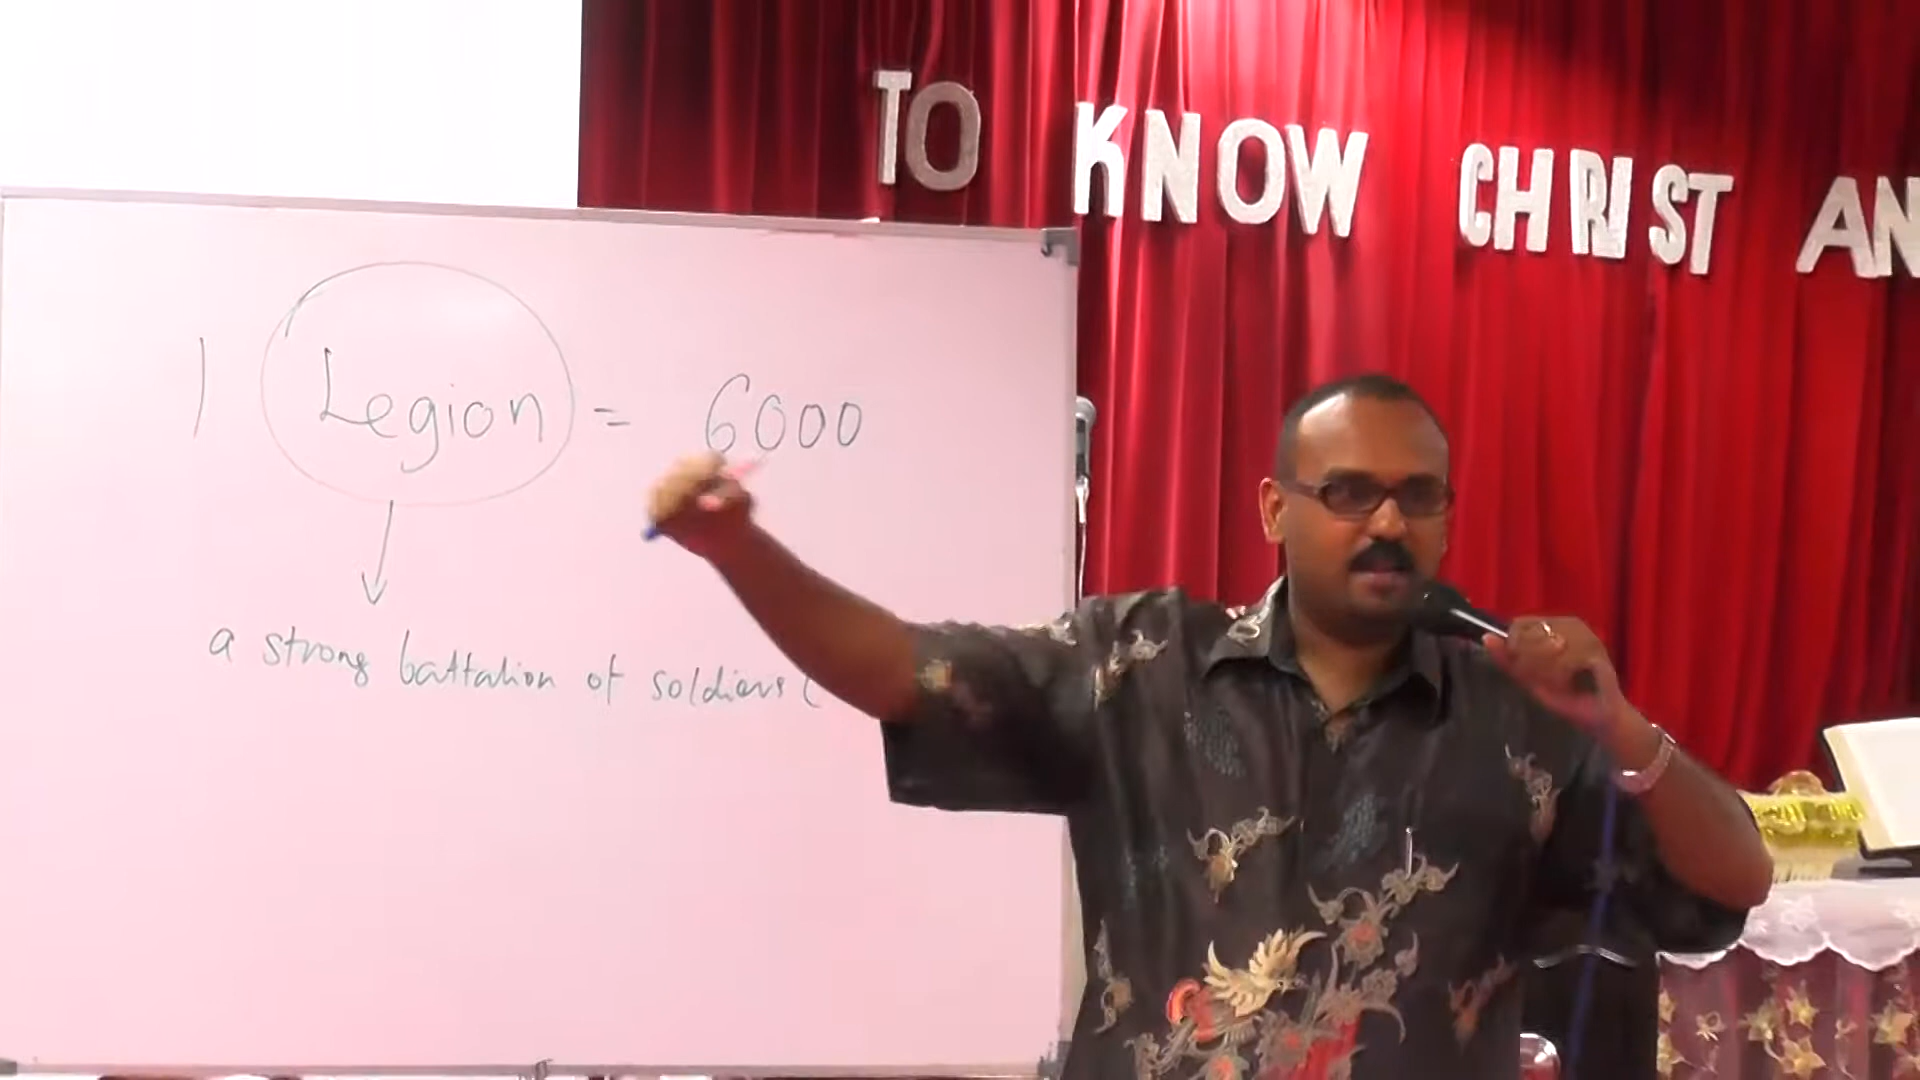 TO KNOW CHRIST AN
1 Legion = 6000
a strong battalion of soldiers (